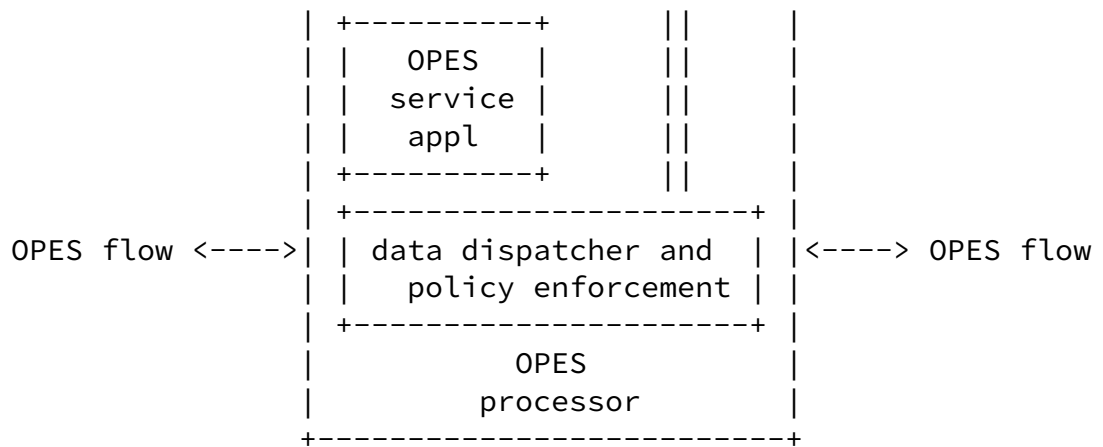 | +----------+      ||     |
| |   OPES   |      ||     |
| |  service |      ||     |
| |   appl   |      ||     |
| +----------+      ||     |
| +----------------------+ |
OPES flow <---->| | data dispatcher and  | |<----> OPES flow
| |   policy enforcement | |
| +----------------------+ |
|           OPES           |
|         processor        |
+--------------------------+